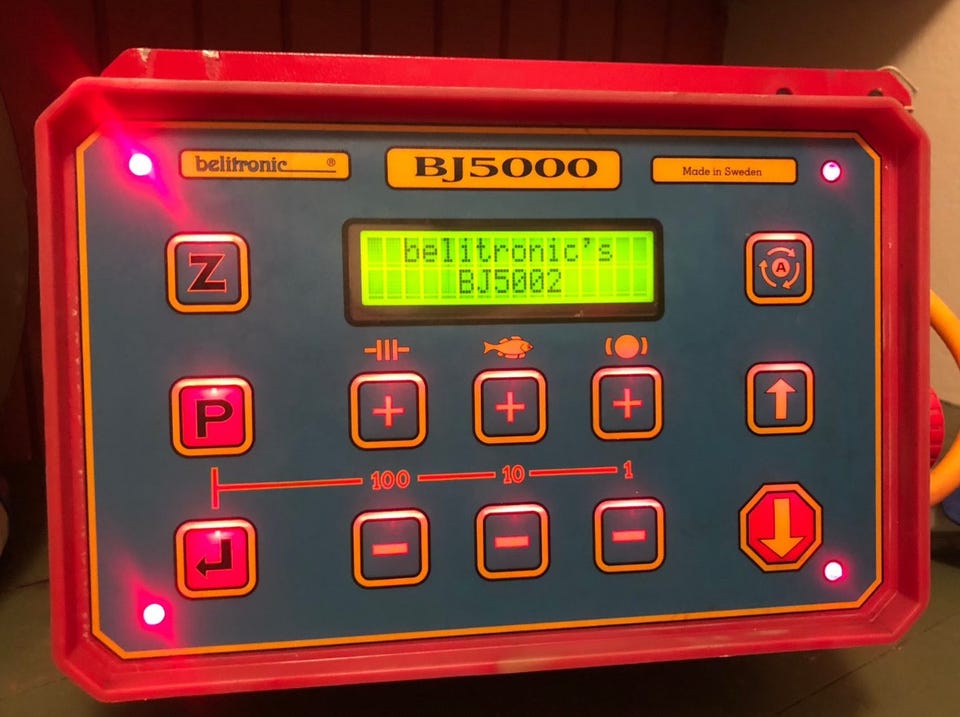 belitronic ®
BJ5000
Made in Sweden
belitronic's
BJ5002
Z
A
P
+ + +
100 10 1
- - -